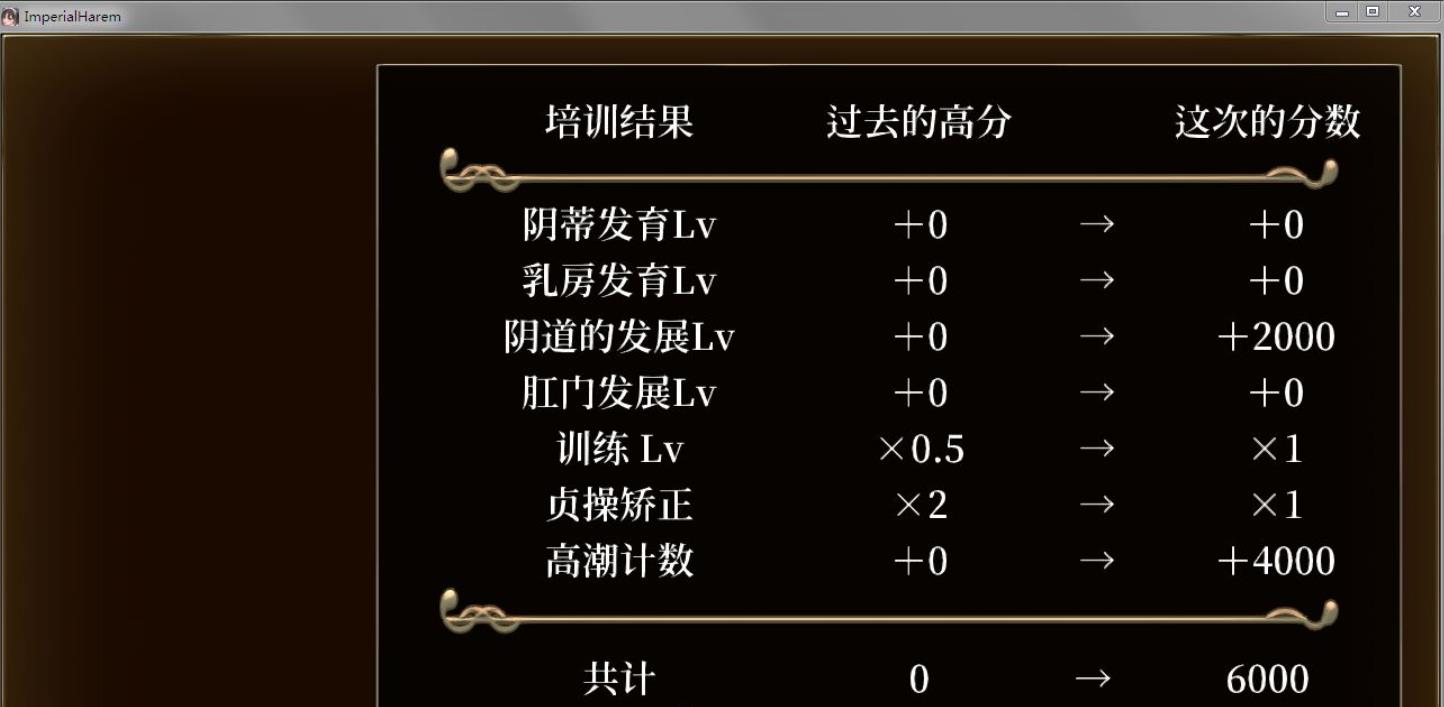 ImperialHarem
培训结果 过去的高分 这次的分数
阴蒂发育Lv +0 → +0
乳房发育Lv +0 → +0
阴道的发展Lv +0 → +2000
肛门发展Lv +0 → +0
训练 Lv ×0.5 → ×1
贞操矫正 ×2 → ×1
高潮计数 +0 → +4000
共计 0 → 6000